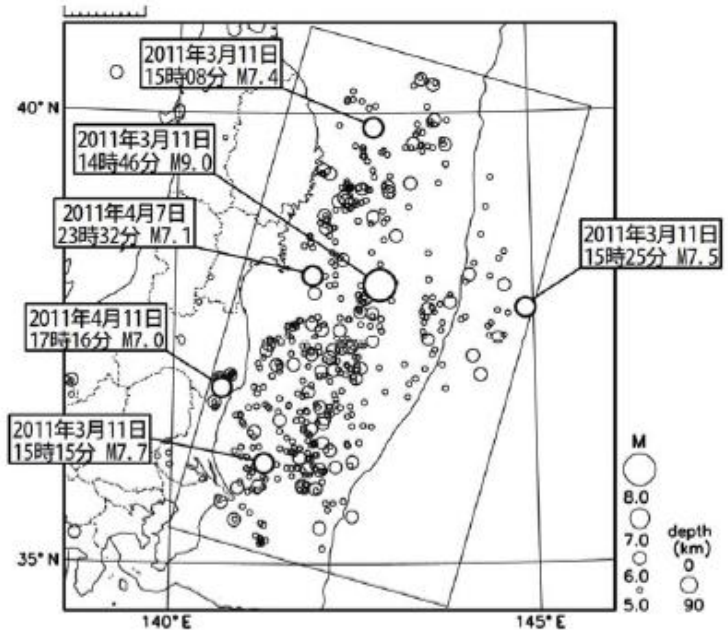 2011年3月11日
15時08分 M7.4
40°N
2011年3月11日
14時46分 M9.0
2011年4月7日
23時32分 M7.1
2011年3月11日
15時25分 M7.5
2011年4月11日
17時16分 M7.0
2011年3月11日
15時15分 M7.7
M
8.0
7.0
6.0
5.0
depth
(km)
0
90
35°N
140°E
145°E